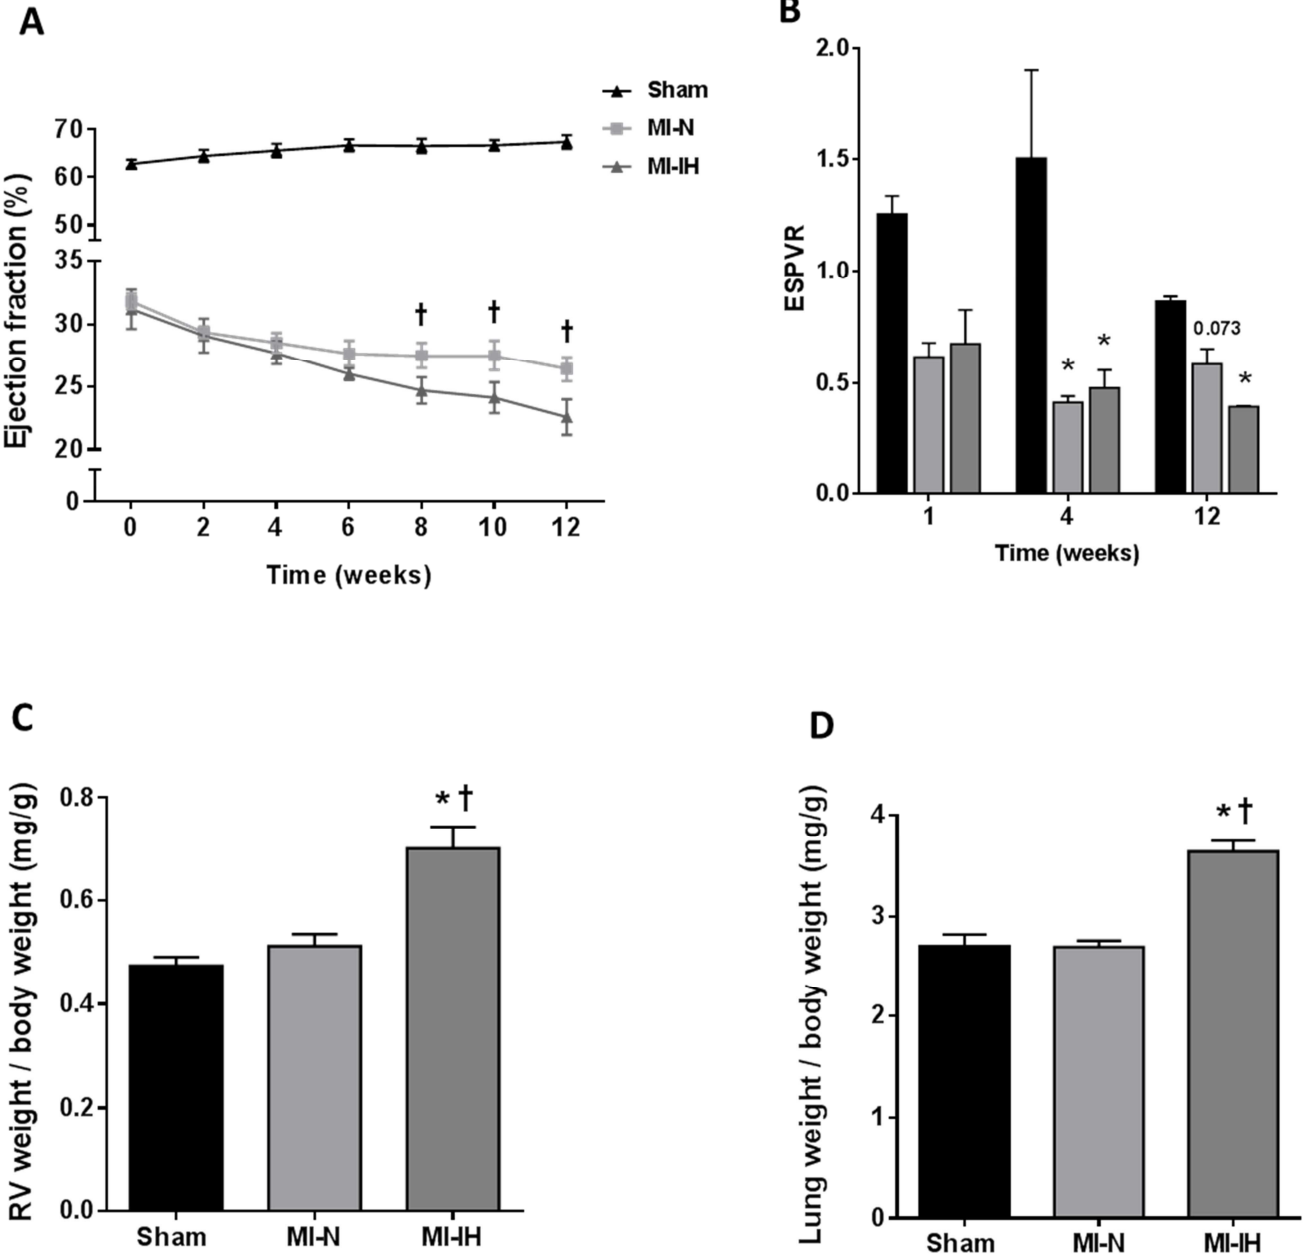 A
Sham
MI-N
MI-IH
Ejection fraction (%)
70
60
50
35
30
25
20
0
† † †
0 2 4 6 8 10 12
Time (weeks)
B
ESPVR
2.0
1.5
1.0
0.5
0.0
* * 0.073 *
1 4 12
Time (weeks)
C
RV weight / body weight (mg/g)
0.8
0.6
0.4
0.2
0.0
* †
Sham MI-N MI-IH
D
Lung weight / body weight (mg/g)
4
3
2
1
0
* †
Sham MI-N MI-IH